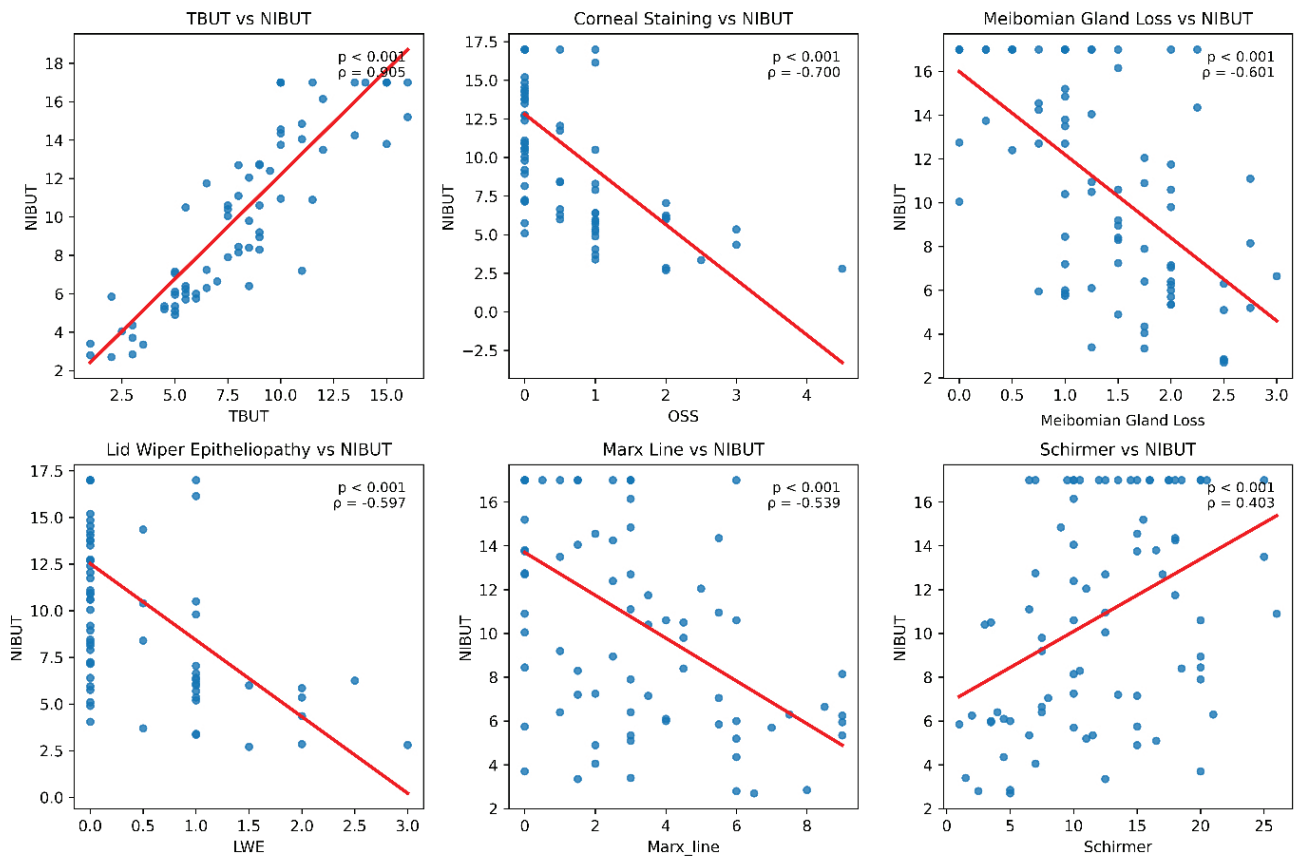 TBUT vs NIBUT
p < 0.001
ρ = 0.905
NIBUT
18
16
14
12
10
8
6
4
2
2.5 5.0 7.5 10.0 12.5 15.0
TBUT
Corneal Staining vs NIBUT
p < 0.001
ρ = -0.700
NIBUT
17.5
15.0
12.5
10.0
7.5
5.0
2.5
0.0
−2.5
0 1 2 3 4
OSS
Meibomian Gland Loss vs NIBUT
p < 0.001
ρ = -0.601
NIBUT
16
14
12
10
8
6
4
2
0.0 0.5 1.0 1.5 2.0 2.5 3.0
Meibomian Gland Loss
Lid Wiper Epitheliopathy vs NIBUT
p < 0.001
ρ = -0.597
NIBUT
17.5
15.0
12.5
10.0
7.5
5.0
2.5
0.0
0.0 0.5 1.0 1.5 2.0 2.5 3.0
LWE
Marx Line vs NIBUT
p < 0.001
ρ = -0.539
NIBUT
16
14
12
10
8
6
4
2
0 2 4 6 8
Marx_line
Schirmer vs NIBUT
p < 0.001
ρ = 0.403
NIBUT
16
14
12
10
8
6
4
2
0 5 10 15 20 25
Schirmer